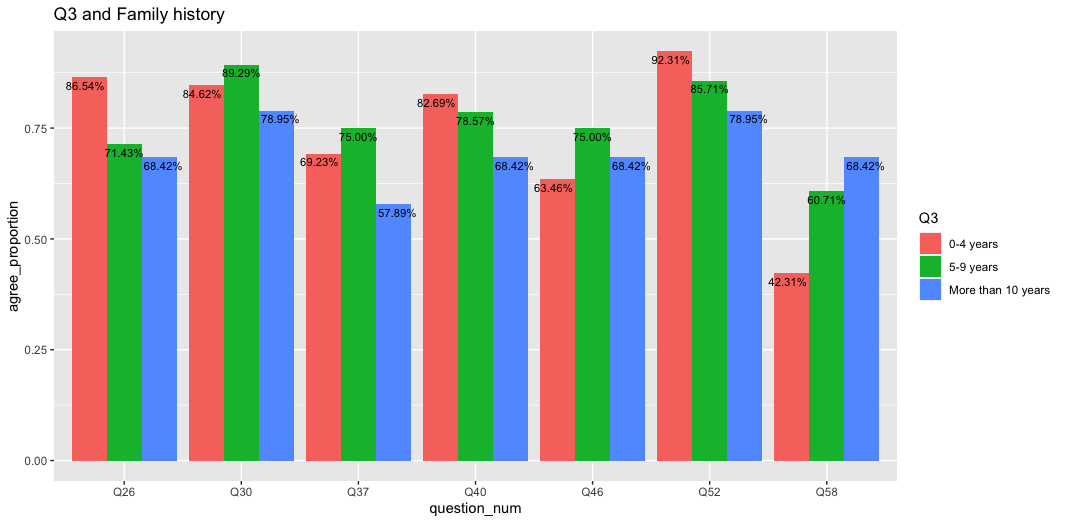 Q3 and Family history
agree_proportion
0.75
0.50
0.25
0.00
86.54%
71.43%
68.42%
84.62%
89.29%
78.95%
69.23%
75.00%
57.89%
82.69%
78.57%
68.42%
63.46%
75.00%
68.42%
92.31%
85.71%
78.95%
42.31%
60.71%
68.42%
Q26
Q30
Q37
Q40
Q46
Q52
Q58
question_num
Q3
0-4 years
5-9 years
More than 10 years